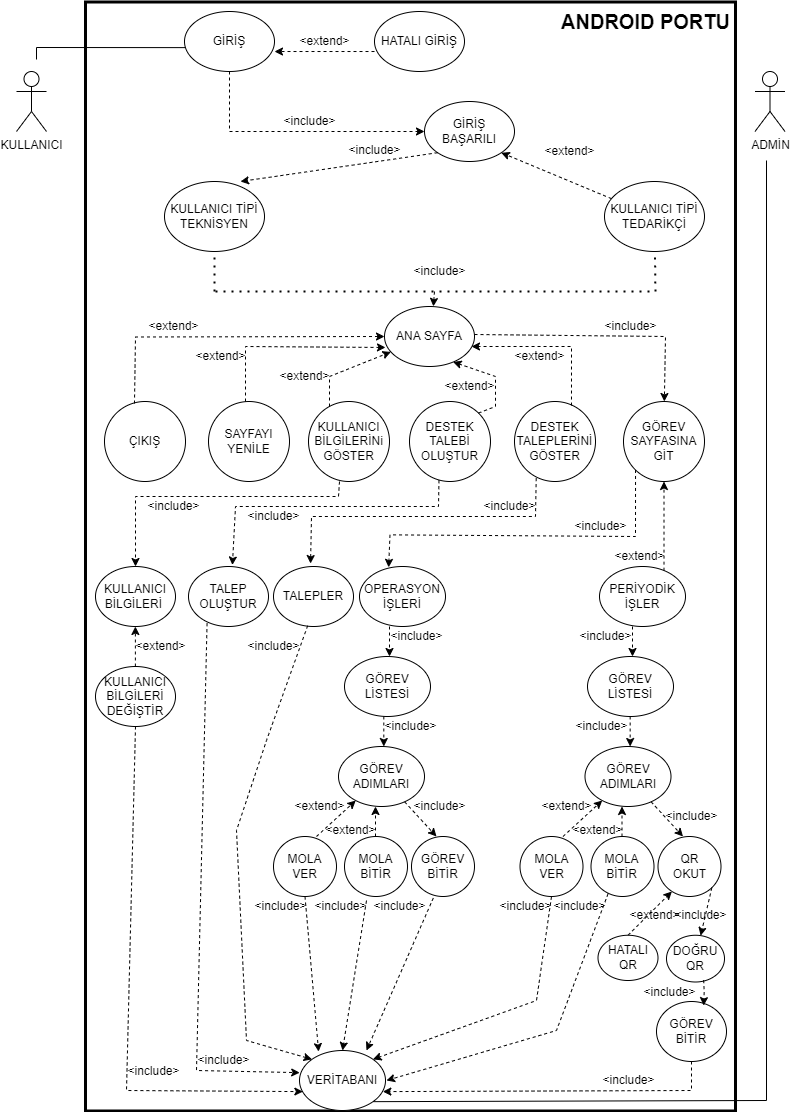 ANDROID PORTU
GİRİŞ
<extend>
HATALI GİRİŞ
KULLANICI
ADMİN
<include>
GİRİŞ
BAŞARILI
<include>
<extend>
KULLANICI TİPİ
TEKNİSYEN
KULLANICI TİPİ
TEDARİKÇİ
<include>
<extend>
ANA SAYFA
<include>
<extend>
<extend>
<extend>
<extend>
ÇIKIŞ
SAYFAYI
YENİLE
KULLANICI
BİLGİLERİNi
GÖSTER
DESTEK
TALEBİ
OLUŞTUR
DESTEK
TALEPLERİNİ
GÖSTER
GÖREV
SAYFASINA
GİT
<include>
<include>
<include>
<include>
<extend>
KULLANICI
BİLGİLERİ
TALEP
OLUŞTUR
TALEPLER
OPERASYON
İŞLERİ
PERİYODİK
İŞLER
<extend>
<include>
<include>
<include>
KULLANICI
BİLGİLERİ
DEĞİŞTİR
GÖREV
LİSTESİ
GÖREV
LİSTESİ
<include>
<include>
GÖREV
ADIMLARI
GÖREV
ADIMLARI
<extend>
<include>
<extend>
<extend>
<include>
<extend>
MOLA
VER
MOLA
BİTİR
GÖREV
BİTİR
MOLA
VER
MOLA
BİTİR
QR
OKUT
<include>
<include>
<include>
<include>
<include>
<extend>
<include>
HATALI
QR
DOĞRU
QR
<include>
GÖREV
BİTİR
<include>
<include>
<include>
VERİTABANI